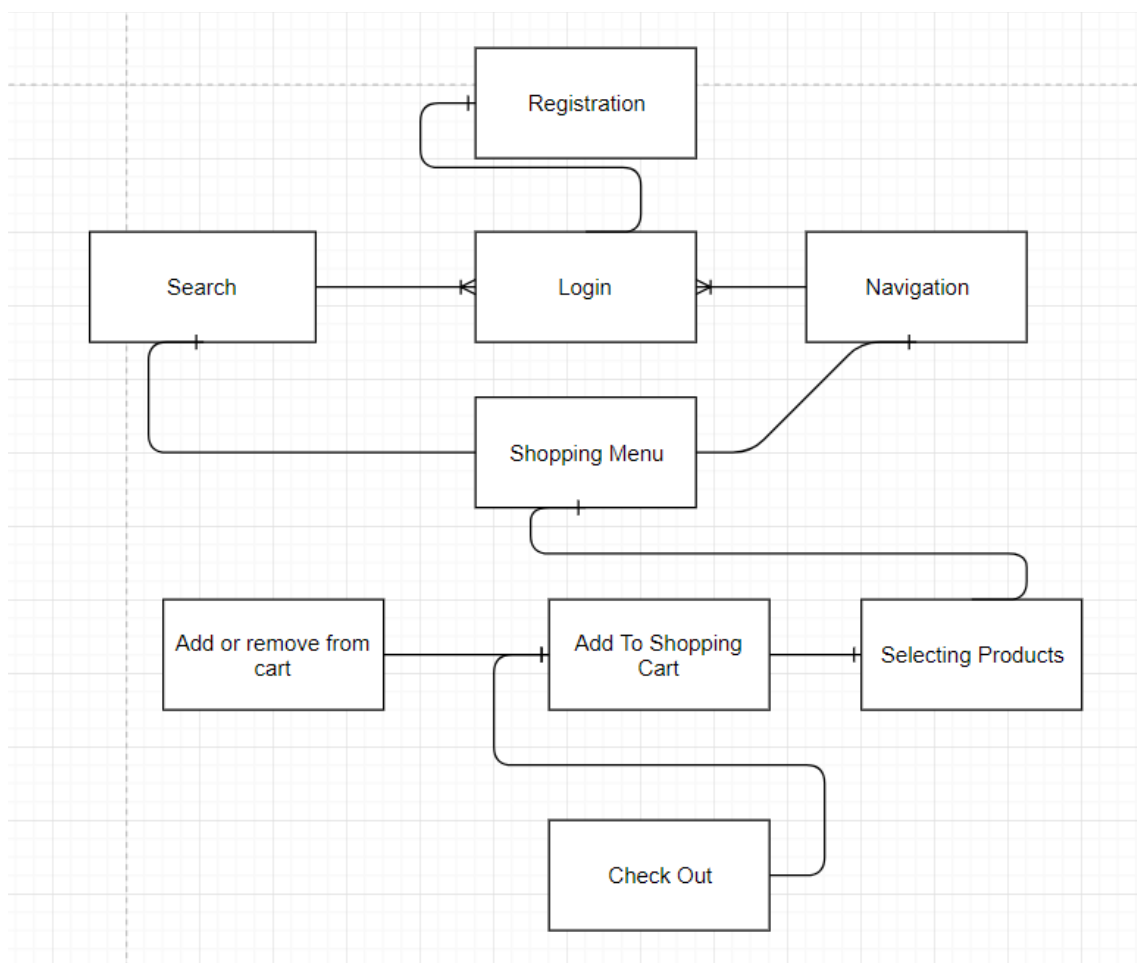 Registration
Search
Login
Navigation
Shopping Menu
Add or remove from
cart
Add To Shopping
Cart
Selecting Products
Check Out